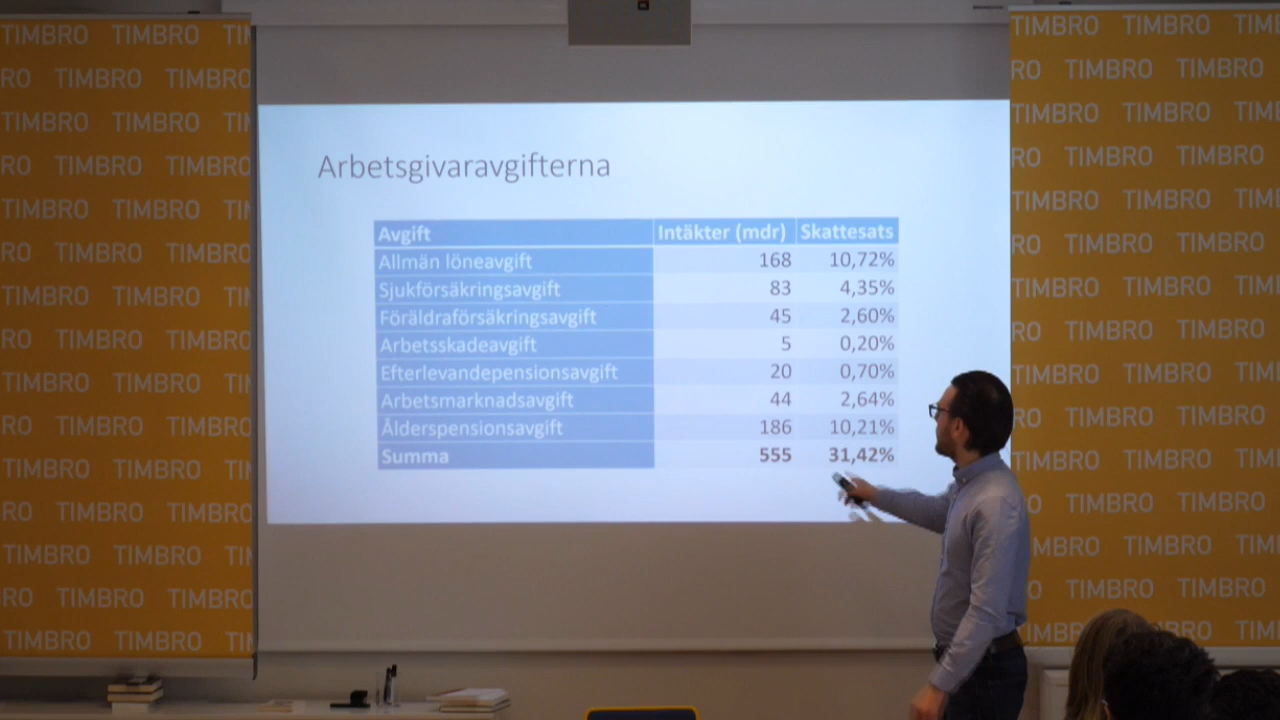 TIMBRO
Arbetsgivaravgifterna
Avgift Intäkter (mdr) Skattesats
Allmän löneavgift 168 10,72%
Sjukförsäkringsavgift 83 4,35%
Föräldraförsäkringsavgift 45 2,60%
Arbetsskadeavgift 5 0,20%
Efterlevandepensionsavgift 20 0,70%
Arbetsmarknadsavgift 44 2,64%
Ålderspensionsavgift 186 10,21%
Summa 555 31,42%